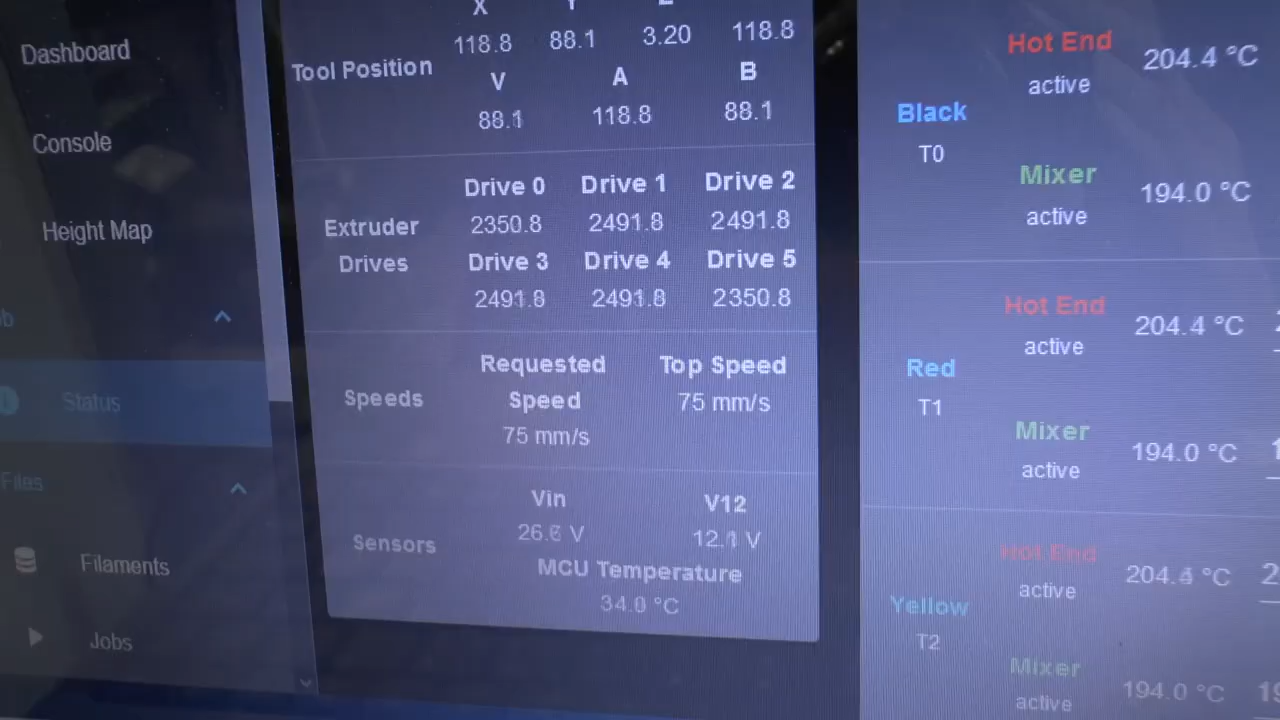 Dashboard
Console
Height Map
Status
Files
Filaments
Jobs
X Y
Tool Position
118.8 88.1 3.20 118.8
V A B
88.1 118.8 88.1
Extruder Drives
Drive 0 Drive 1 Drive 2
2350.8 2491.8 2491.8
Drive 3 Drive 4 Drive 5
2491.8 2491.8 2350.8
Speeds
Requested Speed Top Speed
75 mm/s 75 mm/s
Sensors
Vin V12
26.6 V 12.1 V
MCU Temperature
34.0 °C
Black
T0
Hot End 204.4 °C
active
Mixer 194.0 °C
active
Red
T1
Hot End 204.4 °C
active
Mixer 194.0 °C
active
Yellow
T2
Hot End 204.4 °C
active
Mixer 194.0 °C
active